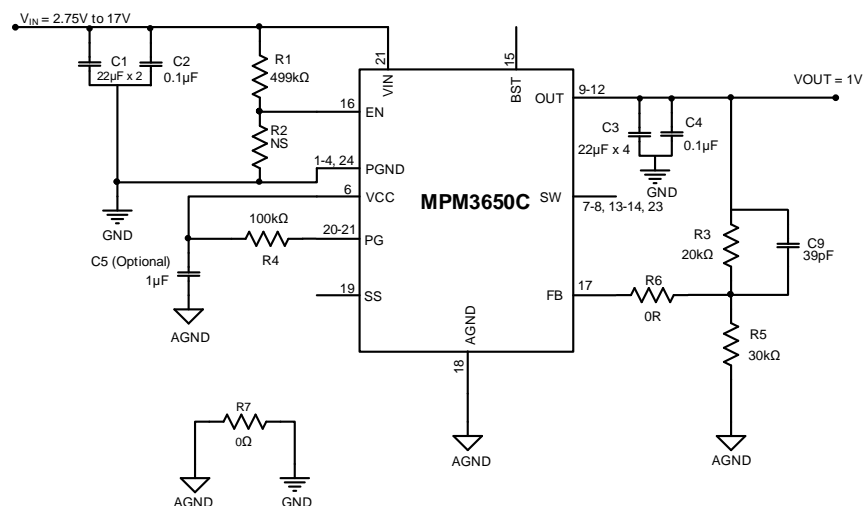 VIN = 2.75V to 17V
C1
22µF x 2
C2
0.1µF
R1
499kΩ
R2
NS
GND
21
VIN
15
BST
16
EN
1-4, 24
PGND
6
VCC
20-21
PG
100kΩ
R4
C5 (Optional)
1µF
AGND
19
SS
MPM3650C
OUT
9-12
VOUT = 1V
C3
22µF x 4
C4
0.1µF
GND
SW
7-8, 13-14, 23
R3
20kΩ
C9
39pF
FB
17
R6
0R
R5
30kΩ
AGND
AGND
18
AGND
R7
0Ω
AGND
GND